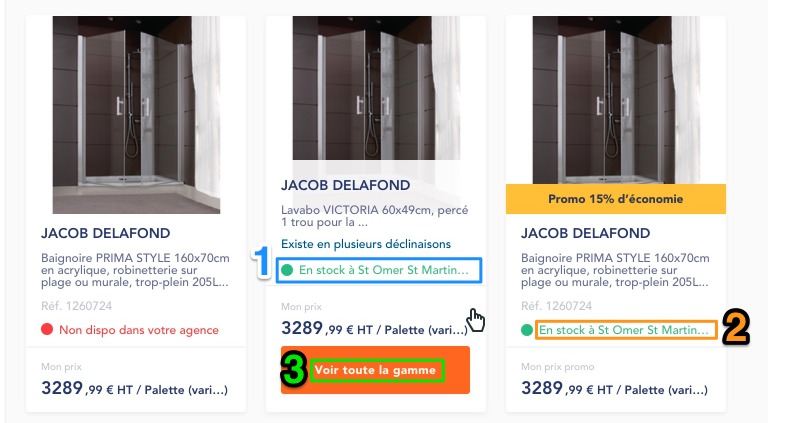 JACOB DELAFOND
Baignoire PRIMA STYLE 160x70cm
en acrylique, robinetterie sur
plage ou murale, trop-plein 205L...
Réf. 1260724
Non dispo dans votre agence
Mon prix
3289,99 € HT / Palette (vari...)
JACOB DELAFOND
Lavabo VICTORIA 60x49cm, percé
1 trou pour la ...
Existe en plusieurs déclinaisons
1
En stock à St Omer St Martin...
Mon prix
3289,99 € HT / Palette (vari...)
3
Voir toute la gamme
Promo 15% d'économie
JACOB DELAFOND
Baignoire PRIMA STYLE 160x70cm
en acrylique, robinetterie sur
plage ou murale, trop-plein 205L...
Réf. 1260724
En stock à St Omer St Martin...
2
Mon prix promo
3289,99 € HT / Palette (vari...)